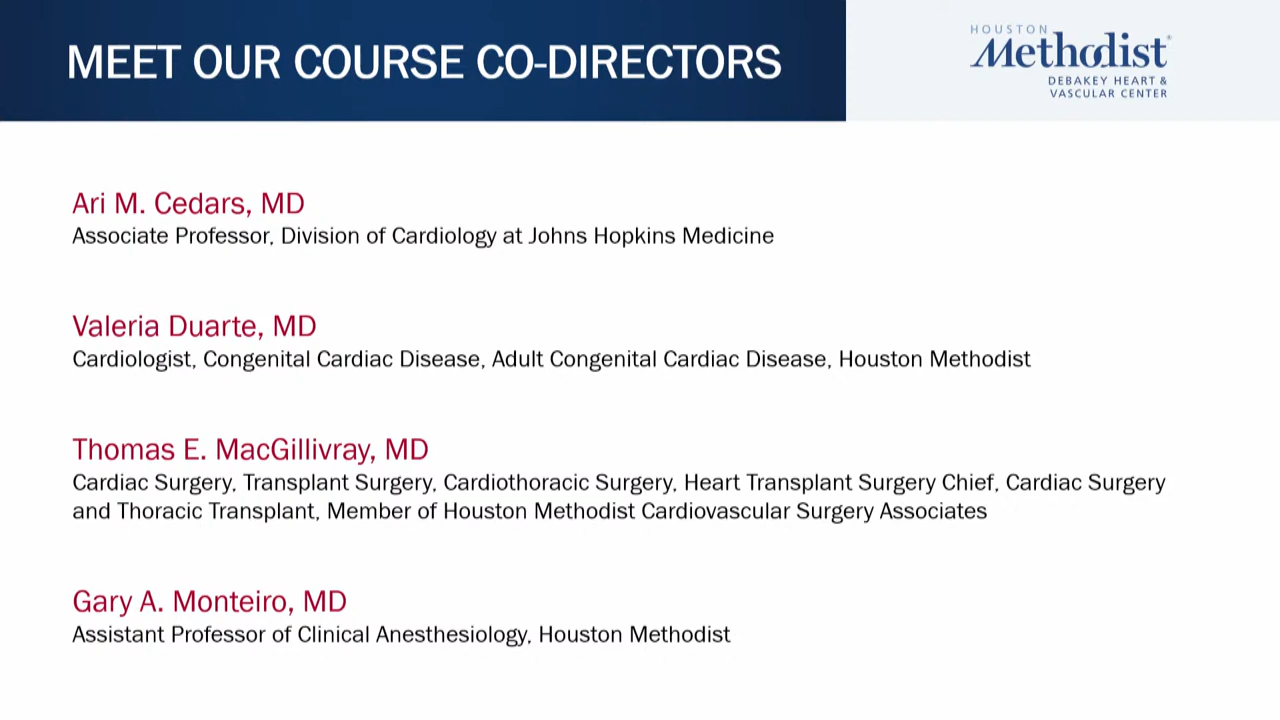 MEET OUR COURSE CO-DIRECTORS
HOUSTON
Methodist®
DEBAKEY HEART &
VASCULAR CENTER
Ari M. Cedars, MD
Associate Professor, Division of Cardiology at Johns Hopkins Medicine
Valeria Duarte, MD
Cardiologist, Congenital Cardiac Disease, Adult Congenital Cardiac Disease, Houston Methodist
Thomas E. MacGillivray, MD
Cardiac Surgery, Transplant Surgery, Cardiothoracic Surgery, Heart Transplant Surgery Chief, Cardiac Surgery
and Thoracic Transplant, Member of Houston Methodist Cardiovascular Surgery Associates
Gary A. Monteiro, MD
Assistant Professor of Clinical Anesthesiology, Houston Methodist